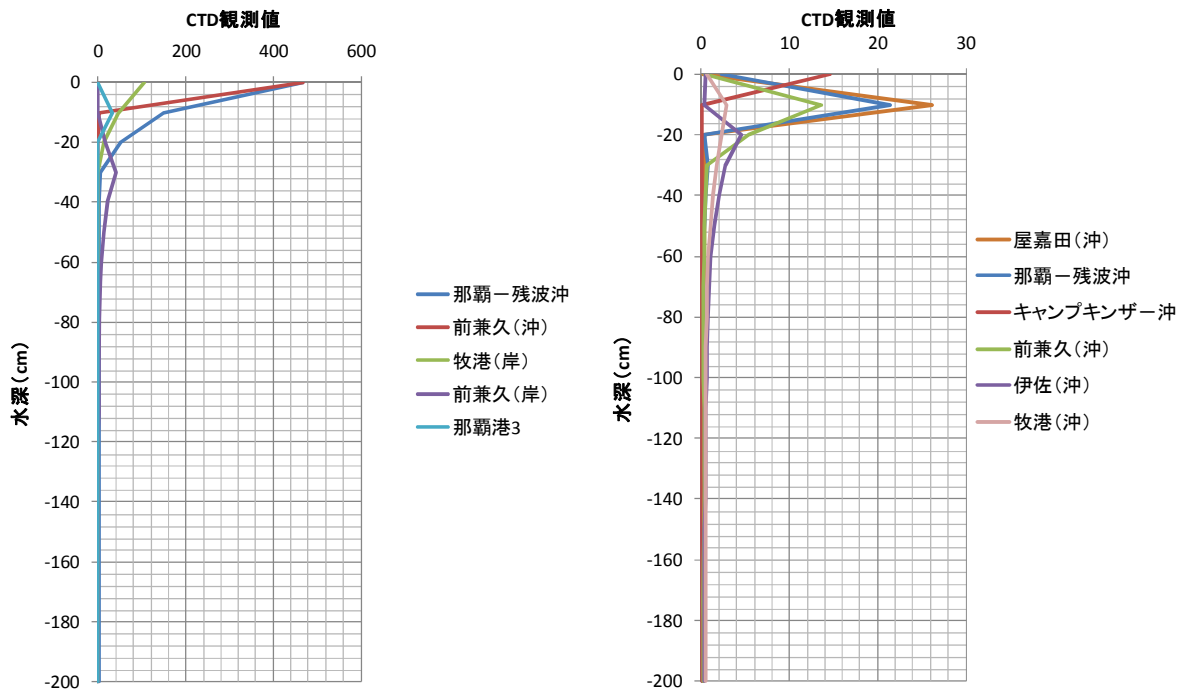 CTD観測値
0 200 400 600
0
-20
-40
-60
-80
-100
-120
-140
-160
-180
-200
水深(cm)
那覇ー残波沖
前兼久(沖)
牧港(岸)
前兼久(岸)
那覇港3
CTD観測値
0 10 20 30
0
-20
-40
-60
-80
-100
-120
-140
-160
-180
-200
水深(cm)
屋嘉田(沖)
那覇ー残波沖
キャンプキンザー沖
前兼久(沖)
伊佐(沖)
牧港(沖)